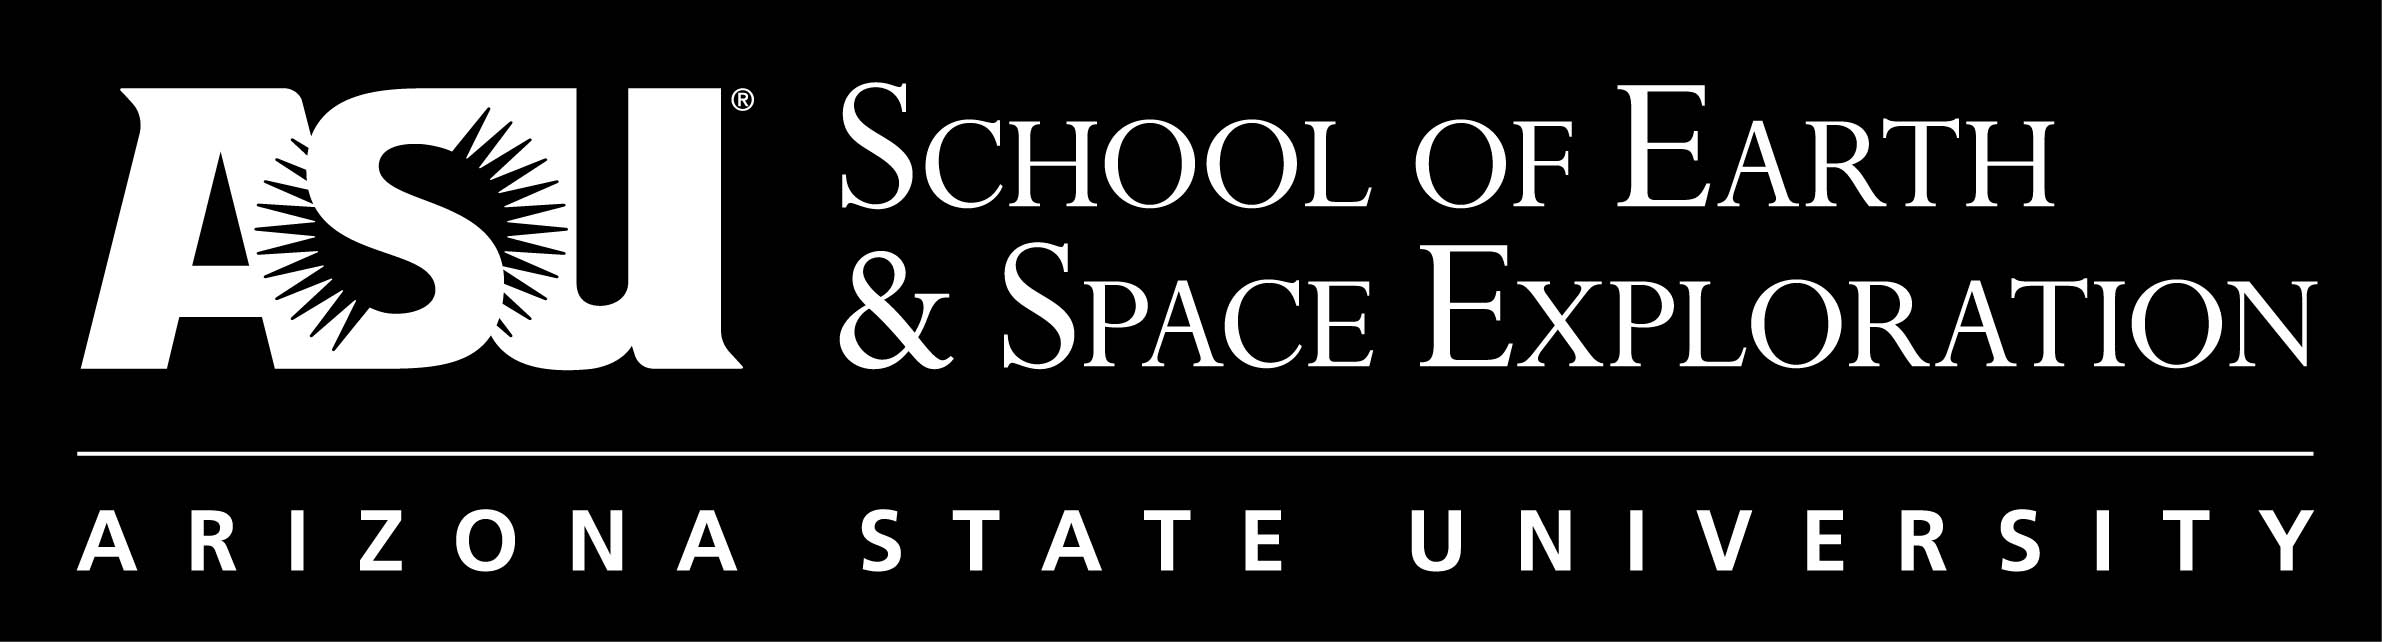 ASU®
SCHOOL OF EARTH
& SPACE EXPLORATION
ARIZONA STATE UNIVERSITY